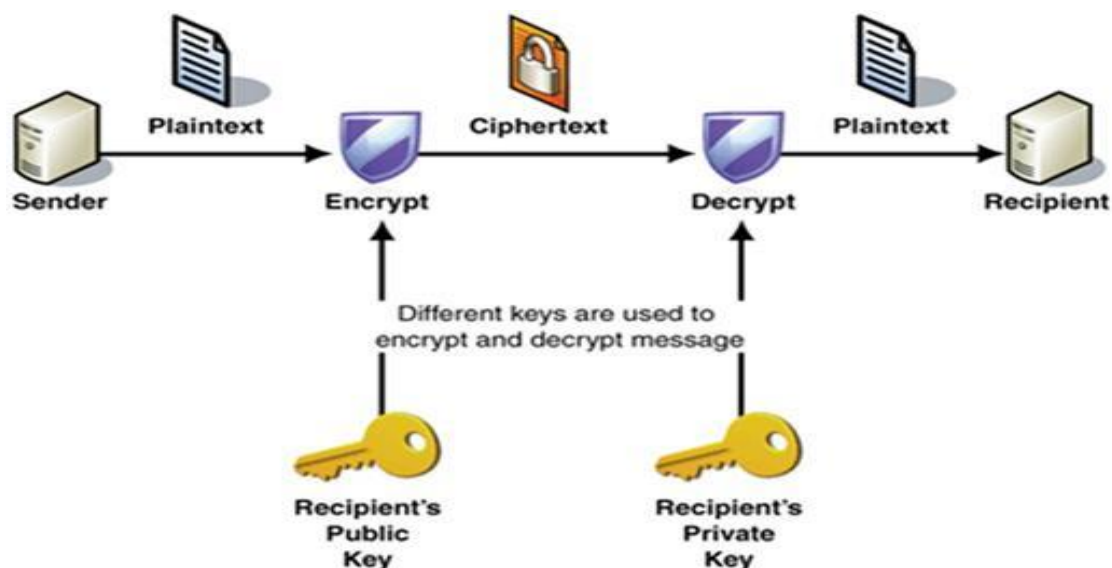 Plaintext
Ciphertext
Plaintext
Sender
Encrypt
Decrypt
Recipient
Different keys are used to
encrypt and decrypt message
Recipient's
Public
Key
Recipient's
Private
Key